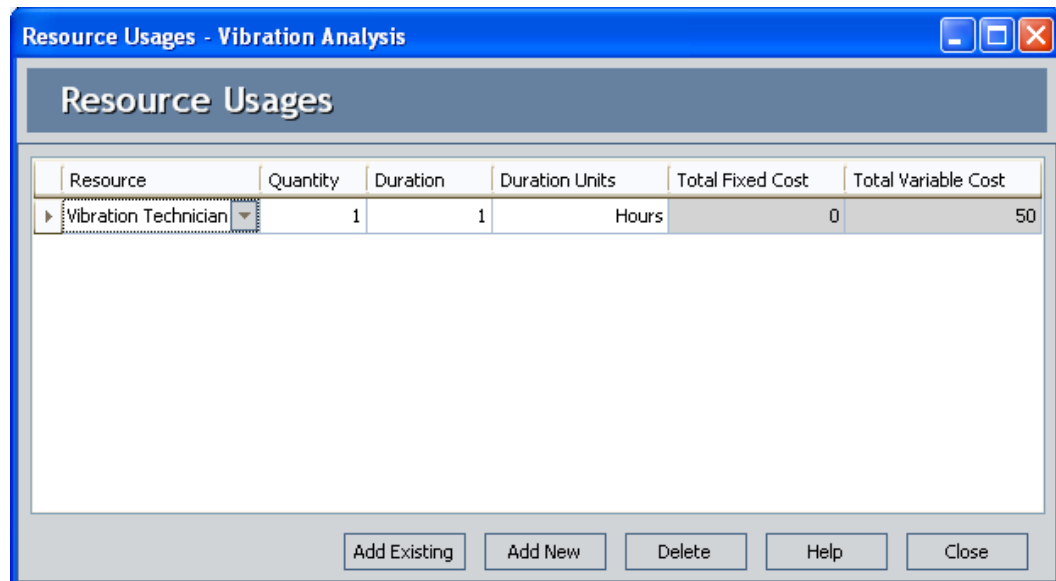 Resource Usages - Vibration Analysis
Resource Usages
Resource Quantity Duration Duration Units Total Fixed Cost Total Variable Cost
Vibration Technician 1 1 Hours 0 50
Add Existing Add New Delete Help Close